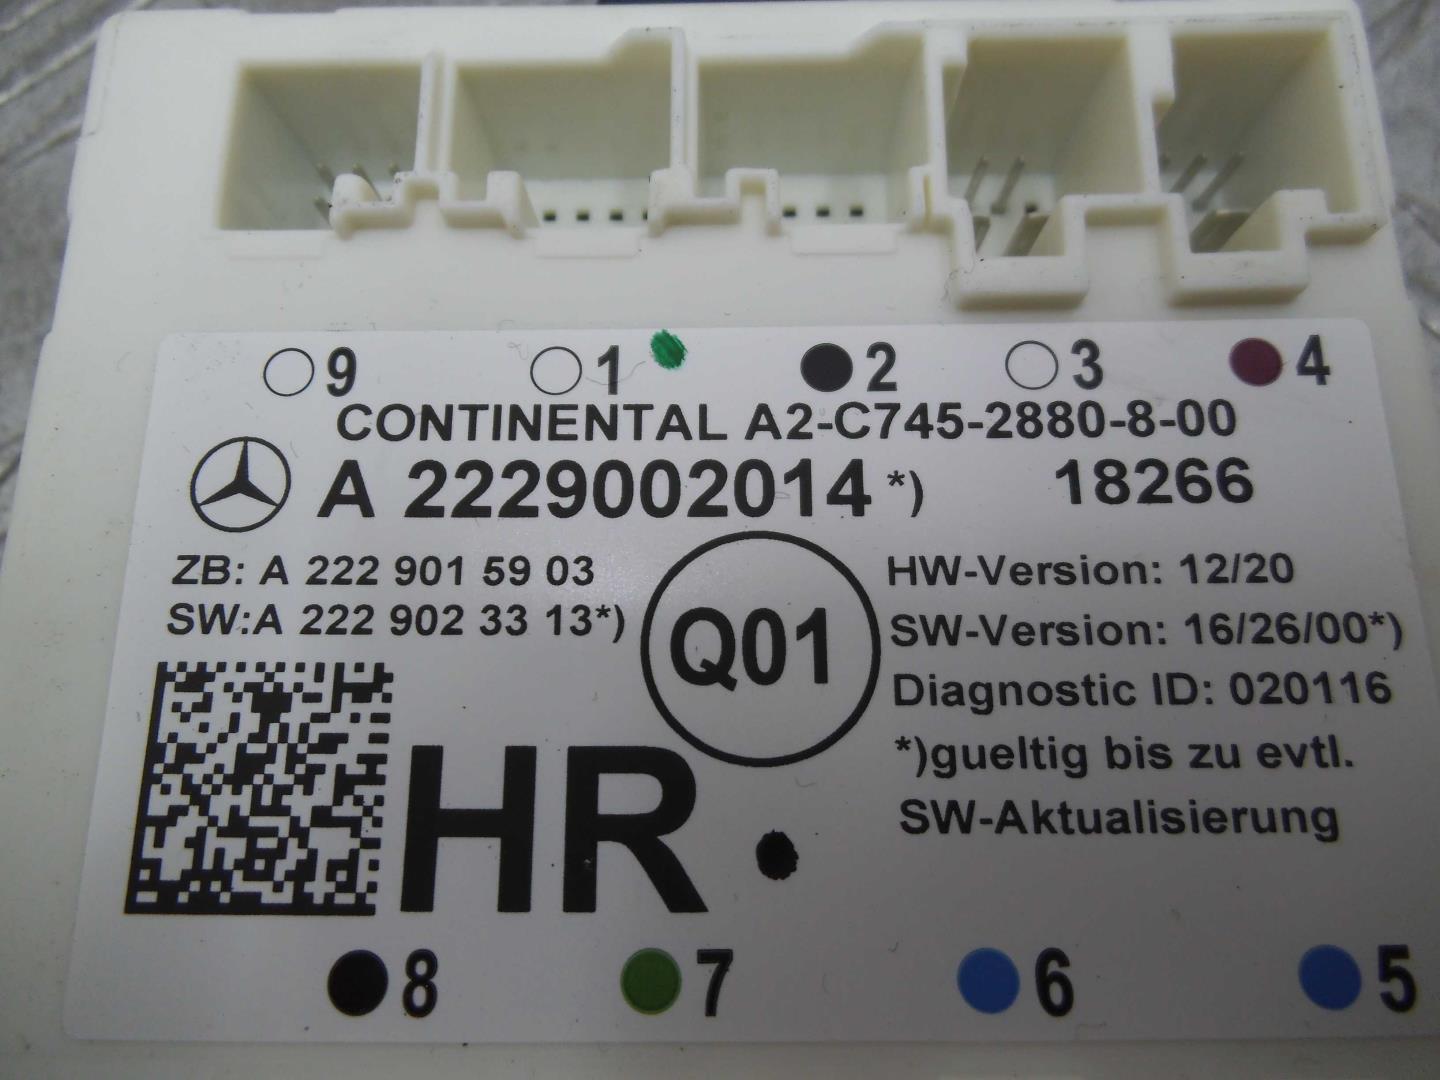 9 1 2 3 4
CONTINENTAL A2-C745-2880-8-00
A 2229002014 *) 18266
ZB: A 222 901 59 03
SW:A 222 902 33 13*)
Q01
HW-Version: 12/20
SW-Version: 16/26/00*)
Diagnostic ID: 020116
*)gueltig bis zu evtl.
SW-Aktualisierung
HR
8 7 6 5